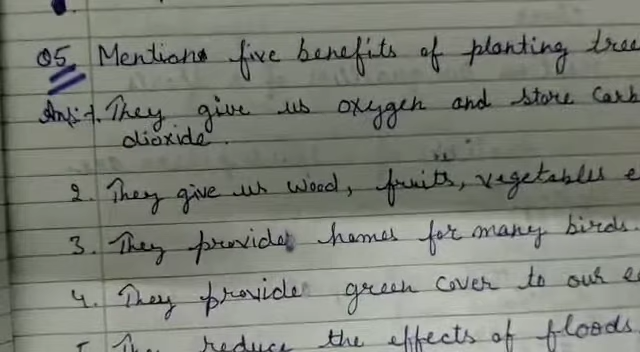 Q5. Mention five benefits of planting tree
Ans:- 1. They give us oxygen and store Carb
dioxide.
2. They give us wood, fruits, vegetables e
3. They provide homes for many birds.
4. They provide green cover to our e
5. They reduce the effects of floods